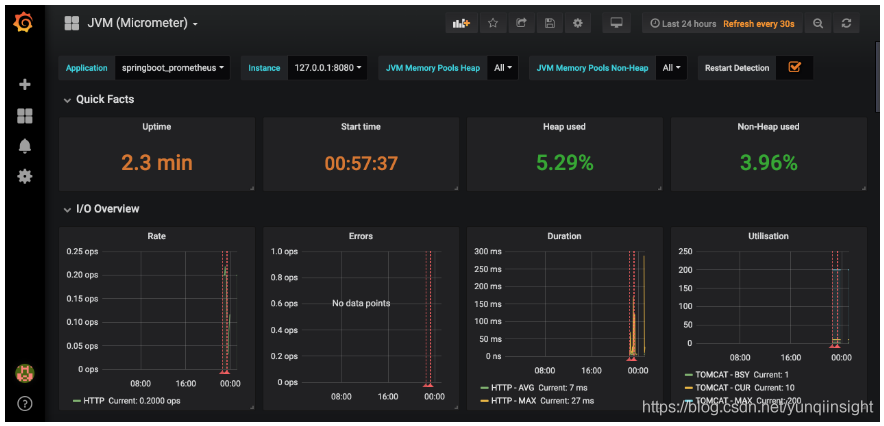 JVM (Micrometer)
Last 24 hours Refresh every 30s
Application springboot_prometheus Instance 127.0.0.1:8080 JVM Memory Pools Heap All JVM Memory Pools Non-Heap All Restart Detection
Quick Facts
Uptime
2.3 min
Start time
00:57:37
Heap used
5.29%
Non-Heap used
3.96%
I/O Overview
Rate
0.25 ops
0.20 ops
0.15 ops
0.10 ops
0.05 ops
0 ops
08:00 16:00 00:00
HTTP Current: 0.2000 ops
Errors
1.0 ops
0.8 ops
0.6 ops
No data points
0.4 ops
0.2 ops
0 ops
08:00 16:00 00:00
Duration
300 ms
250 ms
200 ms
150 ms
100 ms
50 ms
0 ns
08:00 16:00 00:00
HTTP - AVG Current: 7 ms
HTTP - MAX Current: 27 ms
Utilisation
250
200
150
100
50
0
08:00 16:00 00:00
TOMCAT - BSY Current: 1
TOMCAT - CUR Current: 10
TOMCAT - MAX Current: 200
https://blog.csdn.net/yunqiinsight